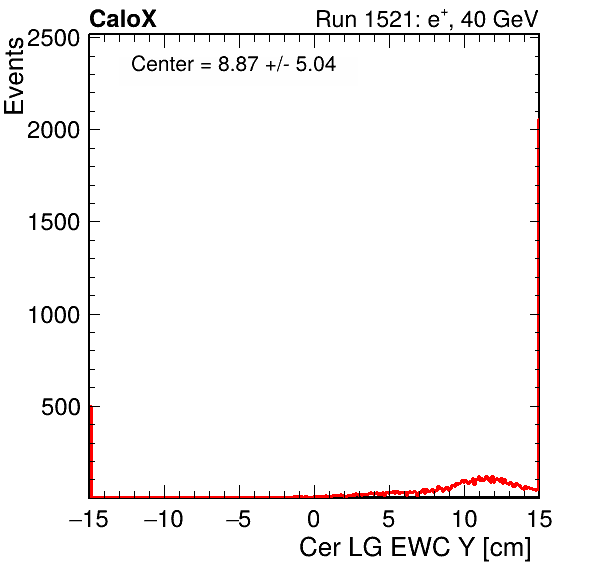 CaloX Run 1521: e⁺, 40 GeV
Events
Center = 8.87 +/- 5.04
2500
2000
1500
1000
500
−15 −10 −5 0 5 10 15
Cer LG EWC Y [cm]